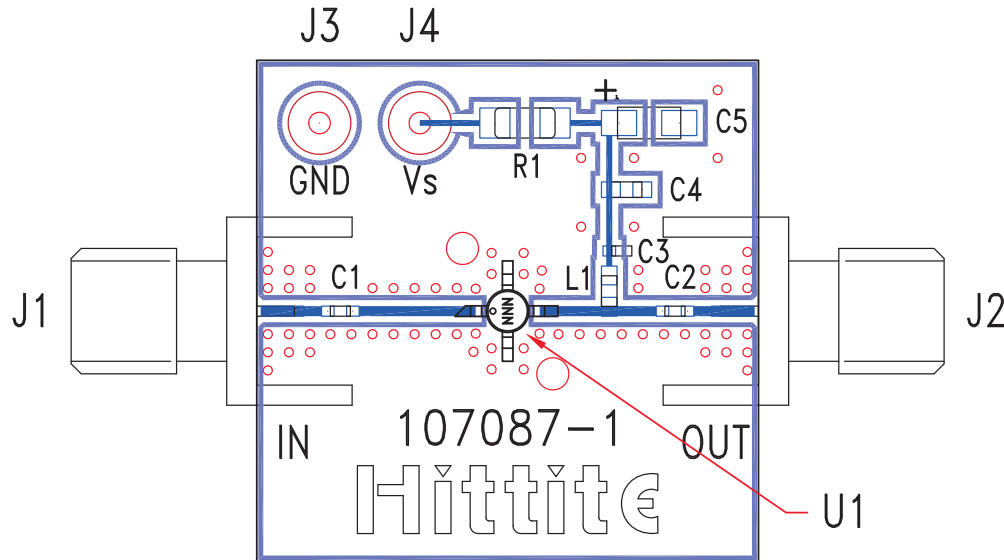 J3
J4
+
C5
R1
GND
Vs
C4
C3
C1
L1
C2
J1
NNN
J2
107087-1
IN
OUT
Hittite
U1